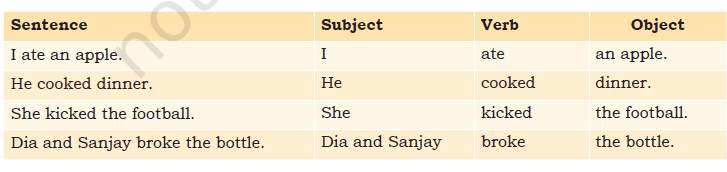 Sentence Subject Verb Object
I ate an apple. I ate an apple.
He cooked dinner. He cooked dinner.
She kicked the football. She kicked the football.
Dia and Sanjay broke the bottle. Dia and Sanjay broke the bottle.